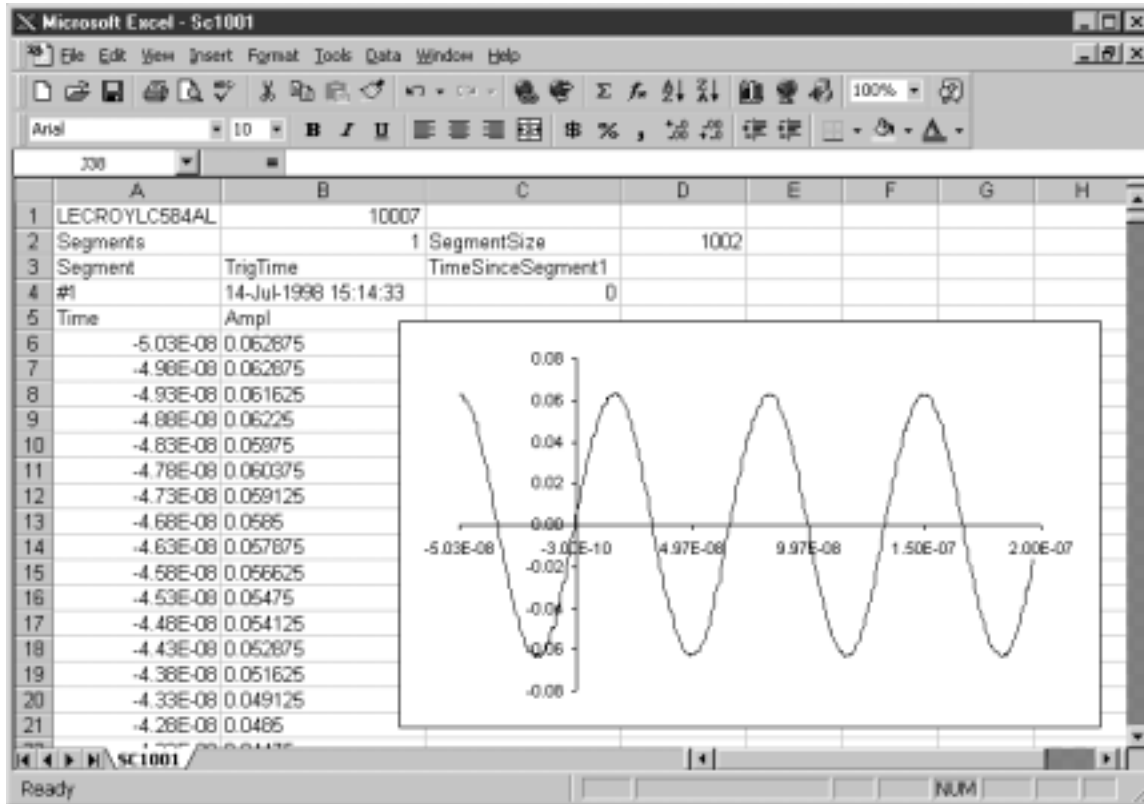 Microsoft Excel - Sc1001
File Edit View Insert Format Tools Data Window Help
100%
Arial 10 B I U $ % ,
J38 =
A B C D E F G H
1 LECROYLC584AL 10007
2 Segments 1 SegmentSize 1002
3 Segment TrigTime TimeSinceSegment1
4 #1 14-Jul-1998 15:14:33 0
5 Time Ampl
6 -5.03E-08 0.062875
7 -4.98E-08 0.062875
8 -4.93E-08 0.061625
9 -4.88E-08 0.06225
10 -4.83E-08 0.05975
11 -4.78E-08 0.060375
12 -4.73E-08 0.059125
13 -4.68E-08 0.0585
14 -4.63E-08 0.057875
15 -4.58E-08 0.056625
16 -4.53E-08 0.05475
17 -4.48E-08 0.054125
18 -4.43E-08 0.052875
19 -4.38E-08 0.051625
20 -4.33E-08 0.049125
21 -4.28E-08 0.0485
0.08
0.06
0.04
0.02
0.00
-5.03E-08 -3.00E-10 4.97E-08 9.97E-08 1.50E-07 2.00E-07
-0.02
-0.04
-0.06
-0.08
SC1001
Ready NUM